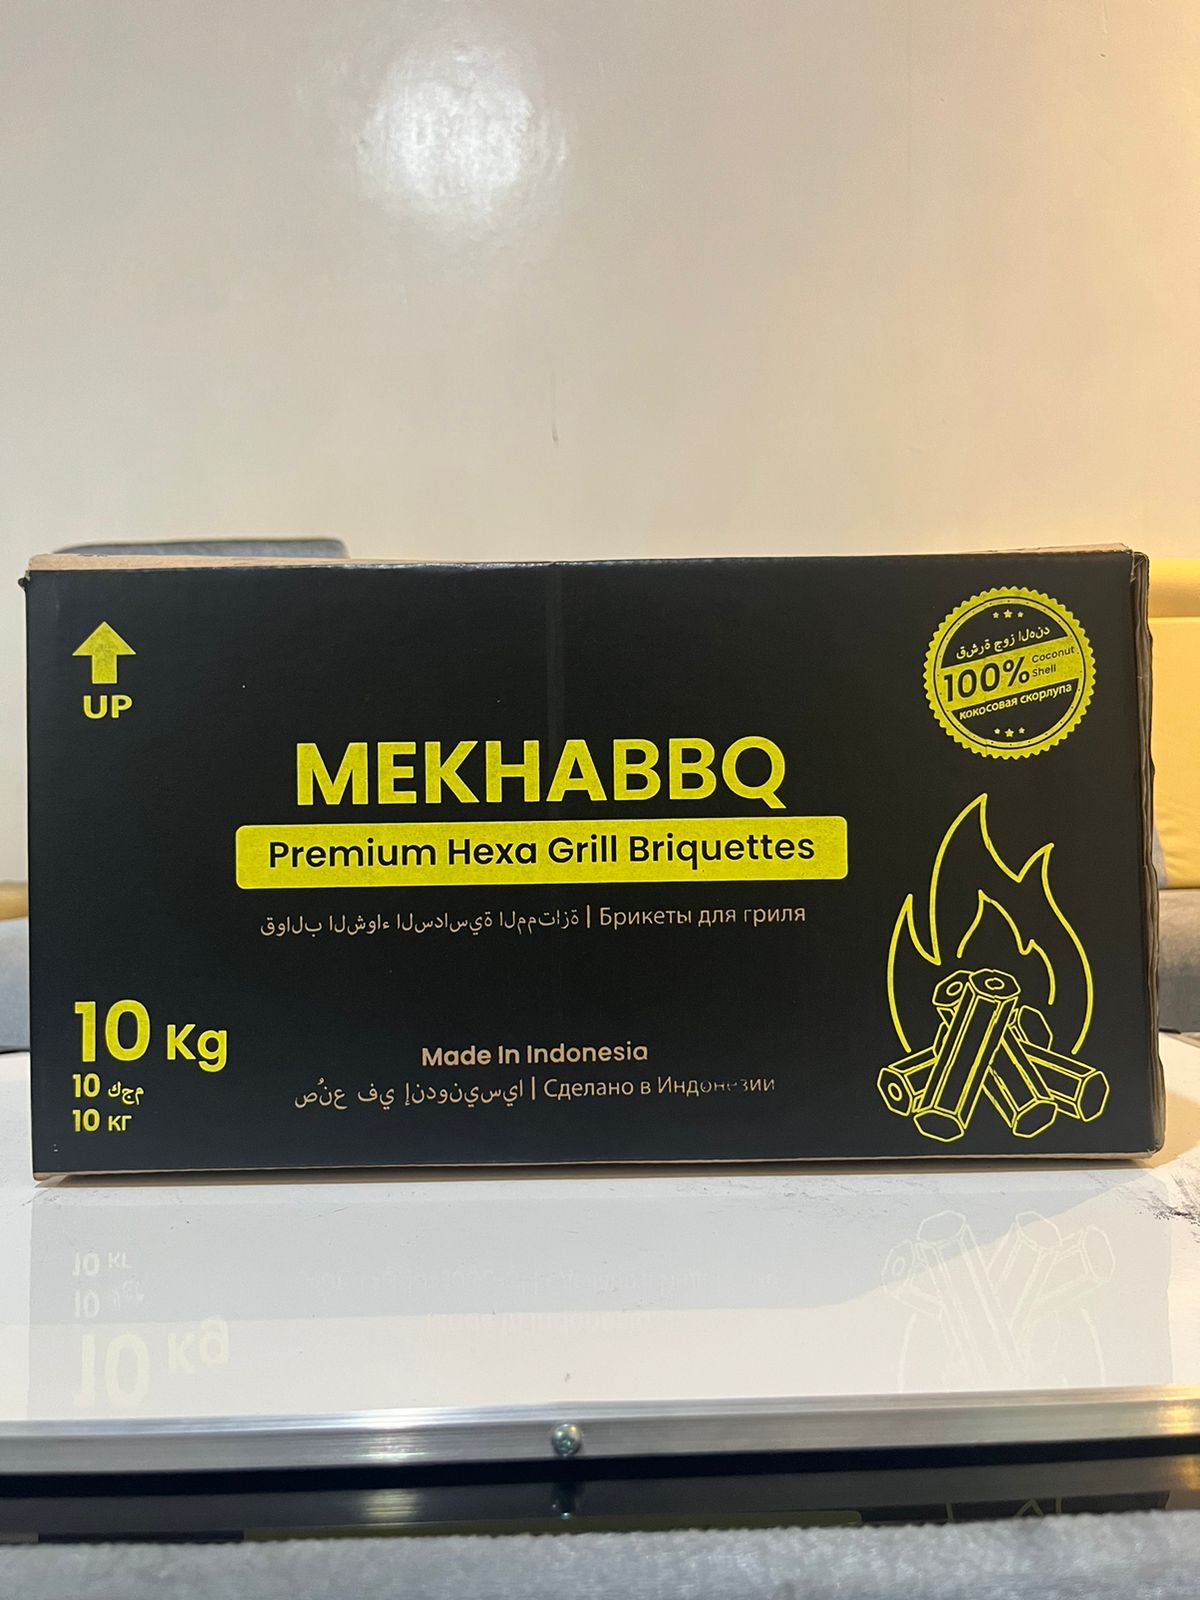 UP
قشرة جوز الهند
100%
Coconut
Shell
кокосовая скорлупа
MEKHABBQ
Premium Hexa Grill Briquettes
قوالب الشواء السداسية الممتازة | Брикеты для гриля
10 Kg
10 كجم
10 кг
Made In Indonesia
صُنع في إندونيسيا | Сделано в Индонезии